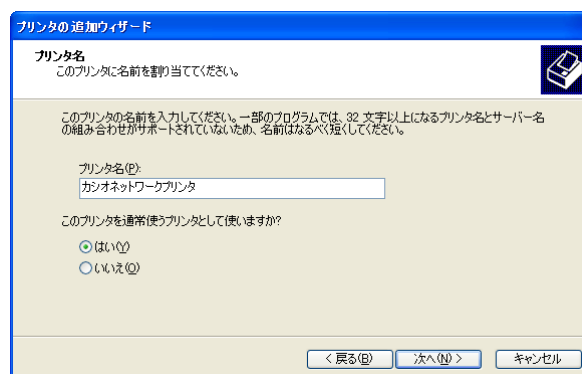 プリンタの追加ウィザード
プリンタ名
このプリンタに名前を割り当ててください。
このプリンタの名前を入力してください。一部のプログラムでは、32 文字以上になるプリンタ名とサーバー名
の組み合わせがサポートされていないため、名前はなるべく短くしてください。
プリンタ名(P):
カシオネットワークプリンタ
このプリンタを通常使うプリンタとして使いますか?
はい(Y)
いいえ(O)
< 戻る(B) 次へ(N) > キャンセル